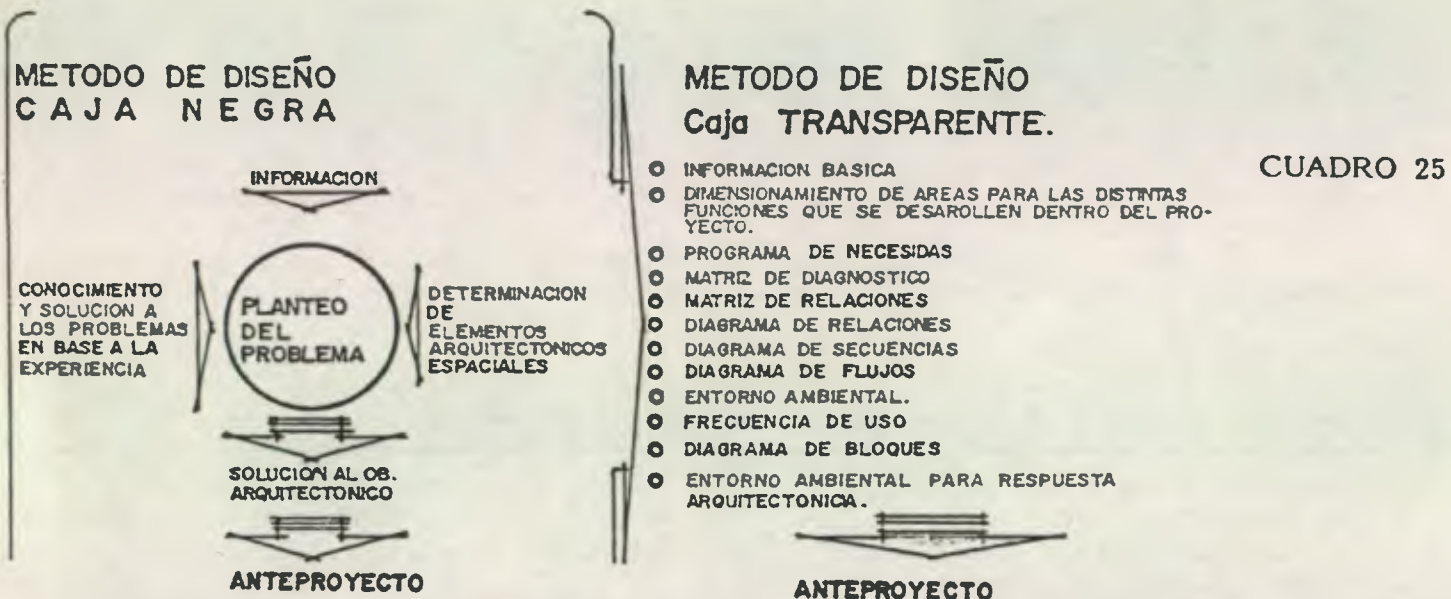 METODO DE DISEÑO
CAJA NEGRA
INFORMACION
CONOCIMIENTO
Y SOLUCION A
LOS PROBLEMAS
EN BASE A LA
EXPERIENCIA
PLANTEO
DEL
PROBLEMA
DETERMINACION
DE
ELEMENTOS
ARQUITECTONICOS
ESPACIALES
SOLUCION AL OB.
ARQUITECTONICO
ANTEPROYECTO
METODO DE DISEÑO
Caja TRANSPARENTE.
INFORMACION BASICA
DIMENSIONAMIENTO DE AREAS PARA LAS DISTINTAS
FUNCIONES QUE SE DESAROLLEN DENTRO DEL PRO-
YECTO.
PROGRAMA DE NECESIDAS
MATRIZ DE DIAGNOSTICO
MATRIZ DE RELACIONES
DIAGRAMA DE RELACIONES
DIAGRAMA DE SECUENCIAS
DIAGRAMA DE FLUJOS
ENTORNO AMBIENTAL.
FRECUENCIA DE USO
DIAGRAMA DE BLOQUES
ENTORNO AMBIENTAL PARA RESPUESTA
ARQUITECTONICA.
ANTEPROYECTO
CUADRO 25